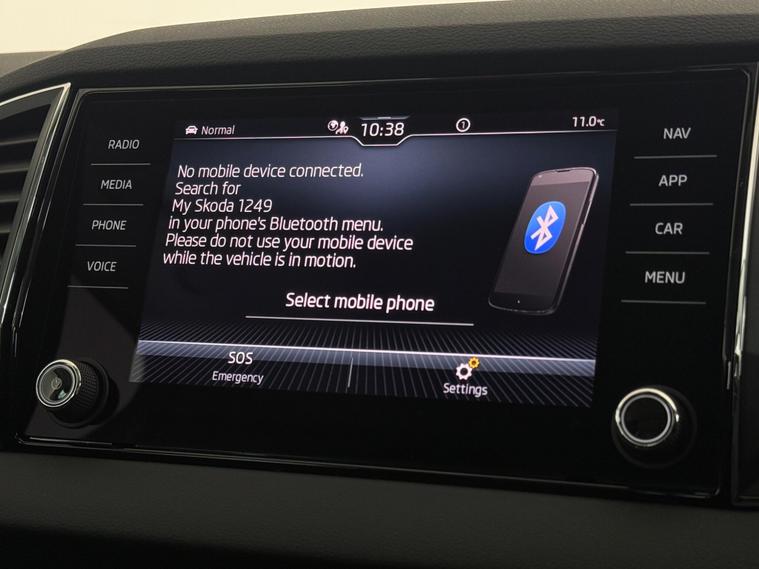 Normal
10:38
1
11.0°C
RADIO
MEDIA
PHONE
VOICE
No mobile device connected.
Search for
My Skoda 1249
in your phone's Bluetooth menu.
Please do not use your mobile device
while the vehicle is in motion.
Select mobile phone
SOS
Emergency
Settings
NAV
APP
CAR
MENU